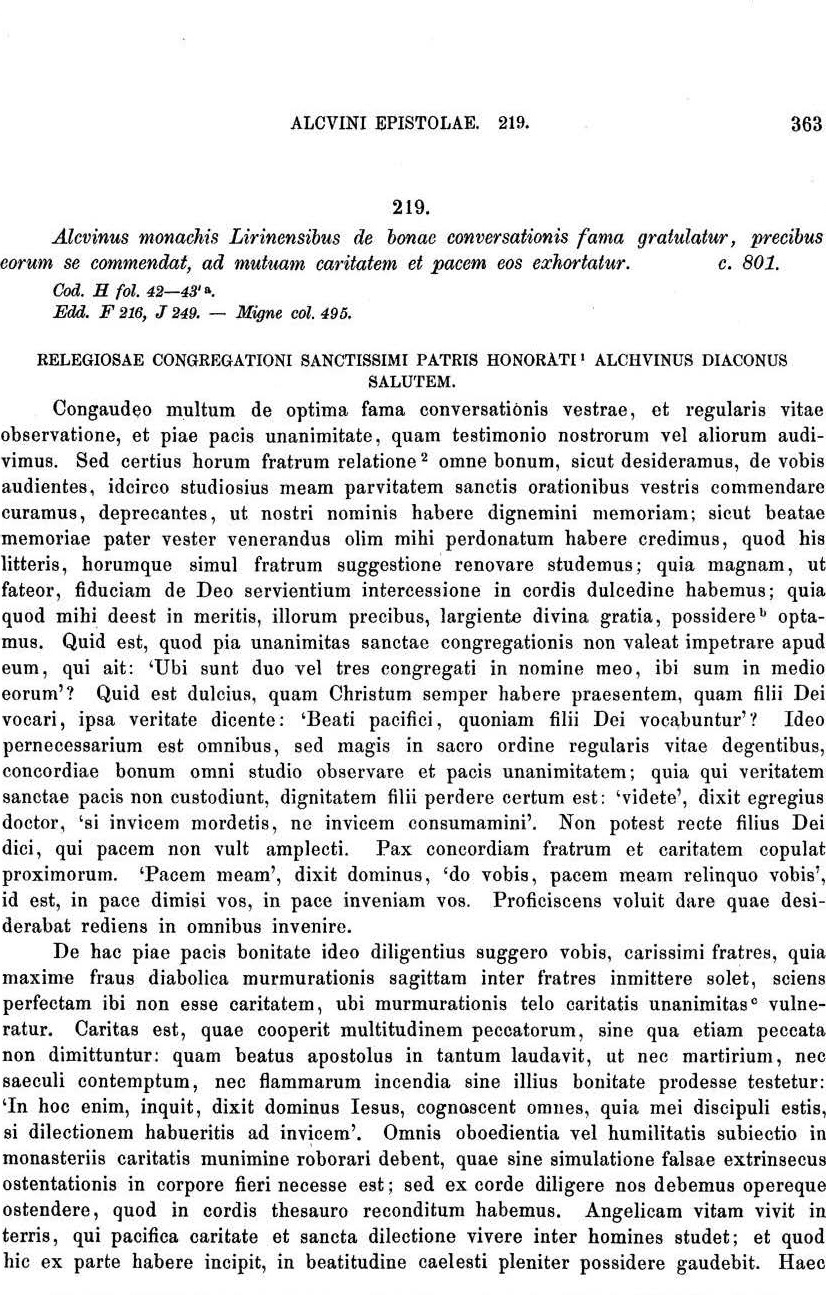 ALCVINI EPISTOLAE. 219. 363
219.
Alcvinus monachis Lirinensibus de bonae conversationis fama gratulatur, precibus
eorum se commendat, ad mutuam caritatem et pacem eos exhortatur. c. 801.
Cod. H fol. 42—43' a.
Edd. F 216, J 249. — Migne col. 495.
RELEGIOSAE CONGREGATIONI SANCTISSIMI PATRIS HONORATI 1 ALCHVINUS DIACONUS
SALUTEM.
Congaudeo multum de optima fama conversationis vestrae, et regularis vitae
observatione, et piae pacis unanimitate, quam testimonio nostrorum vel aliorum audi-
vimus. Sed certius horum fratrum relatione 2 omne bonum, sicut desideramus, de vobis
audientes, idcirco studiosius meam parvitatem sanctis orationibus vestris commendare
curamus, deprecantes, ut nostri nominis habere dignemini memoriam; sicut beatae
memoriae pater vester venerandus olim mihi perdonatum habere credimus, quod his
litteris, horumque simul fratrum suggestione renovare studemus; quia magnam, ut
fateor, fiduciam de Deo servientium intercessione in cordis dulcedine habemus; quia
quod mihi deest in meritis, illorum precibus, largiente divina gratia, possidere b opta-
mus. Quid est, quod pia unanimitas sanctae congregationis non valeat impetrare apud
eum, qui ait: ‘Ubi sunt duo vel tres congregati in nomine meo, ibi sum in medio
eorum’? Quid est dulcius, quam Christum semper habere praesentem, quam filii Dei
vocari, ipsa veritate dicente: ‘Beati pacifici, quoniam filii Dei vocabuntur’? Ideo
pernecessarium est omnibus, sed magis in sacro ordine regularis vitae degentibus,
concordiae bonum omni studio observare et pacis unanimitatem; quia qui veritatem
sanctae pacis non custodiunt, dignitatem filii perdere certum est: ‘videte’, dixit egregius
doctor, ‘si invicem mordetis, ne invicem consumamini’. Non potest recte filius Dei
dici, qui pacem non vult amplecti. Pax concordiam fratrum et caritatem copulat
proximorum. ‘Pacem meam’, dixit dominus, ‘do vobis, pacem meam relinquo vobis’,
id est, in pace dimisi vos, in pace inveniam vos. Proficiscens voluit dare quae desi-
derabat rediens in omnibus invenire.
De hac piae pacis bonitate ideo diligentius suggero vobis, carissimi fratres, quia
maxime fraus diabolica murmurationis sagittam inter fratres inmittere solet, sciens
perfectam ibi non esse caritatem, ubi murmurationis telo caritatis unanimitas c vulne-
ratur. Caritas est, quae cooperit multitudinem peccatorum, sine qua etiam peccata
non dimittuntur: quam beatus apostolus in tantum laudavit, ut nec martirium, nec
saeculi contemptum, nec flammarum incendia sine illius bonitate prodesse testetur:
‘In hoc enim, inquit, dixit dominus Iesus, cognoscent omnes, quia mei discipuli estis,
si dilectionem habueritis ad invicem’. Omnis oboedientia vel humilitatis subiectio in
monasteriis caritatis munimine roborari debent, quae sine simulatione falsae extrinsecus
ostentationis in corpore fieri necesse est; sed ex corde diligere nos debemus opereque
ostendere, quod in cordis thesauro reconditum habemus. Angelicam vitam vivit in
terris, qui pacifica caritate et sancta dilectione vivere inter homines studet; et quod
hic ex parte habere incipit, in beatitudine caelesti pleniter possidere gaudebit. Haec